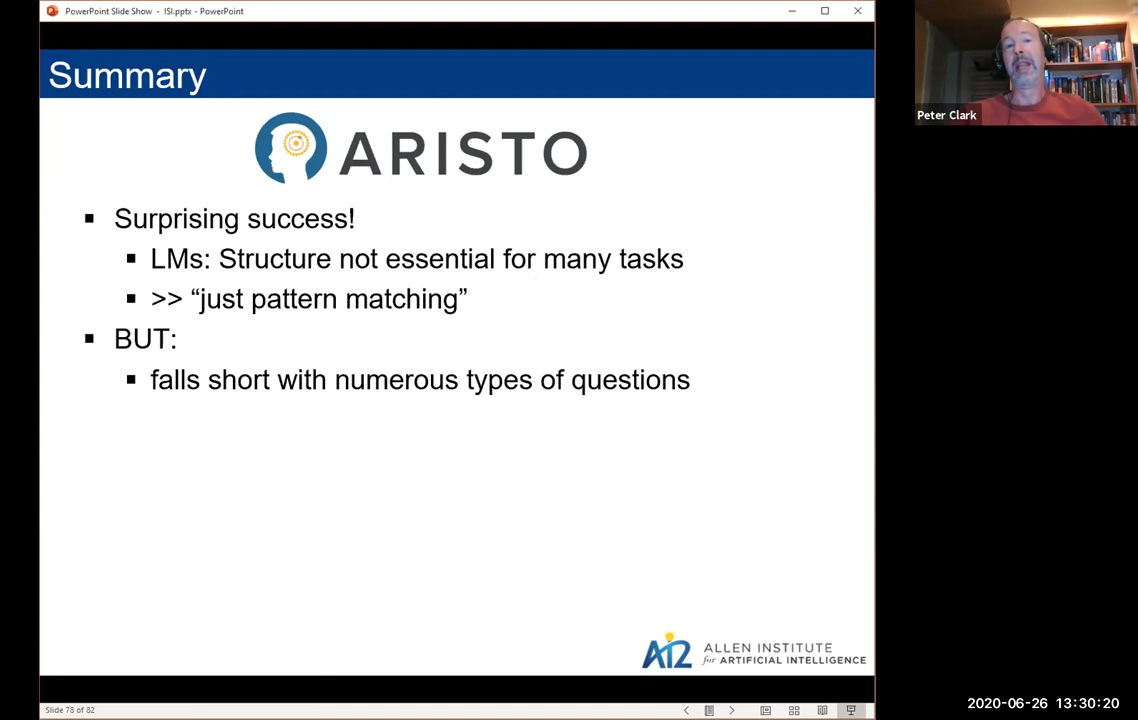 PowerPoint Slide Show - ISI.pptx - PowerPoint
Summary
ARISTO
▪ Surprising success!
▪ LMs: Structure not essential for many tasks
▪ >> “just pattern matching”
▪ BUT:
▪ falls short with numerous types of questions
AI2 ALLEN INSTITUTE
for ARTIFICIAL INTELLIGENCE
Slide 78 of 82
Peter Clark
2020-06-26 13:30:20